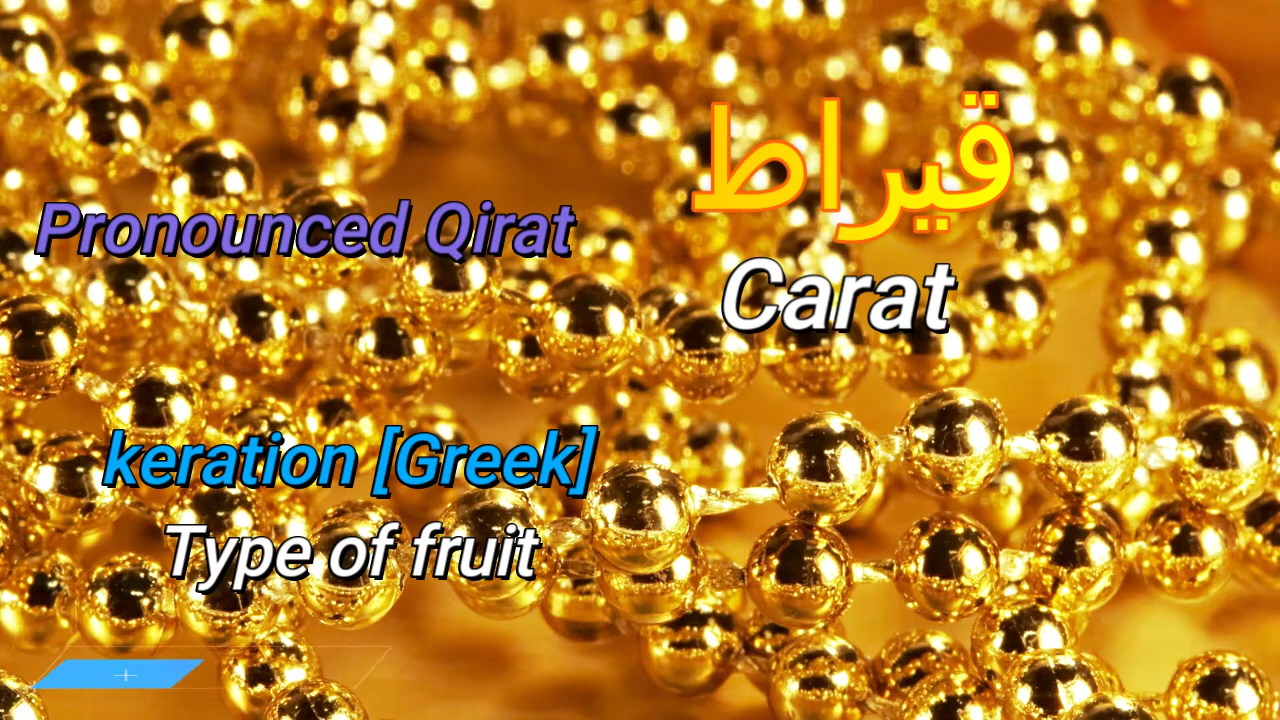 قيراط
Pronounced Qirat
Carat
keration [Greek]
Type of fruit